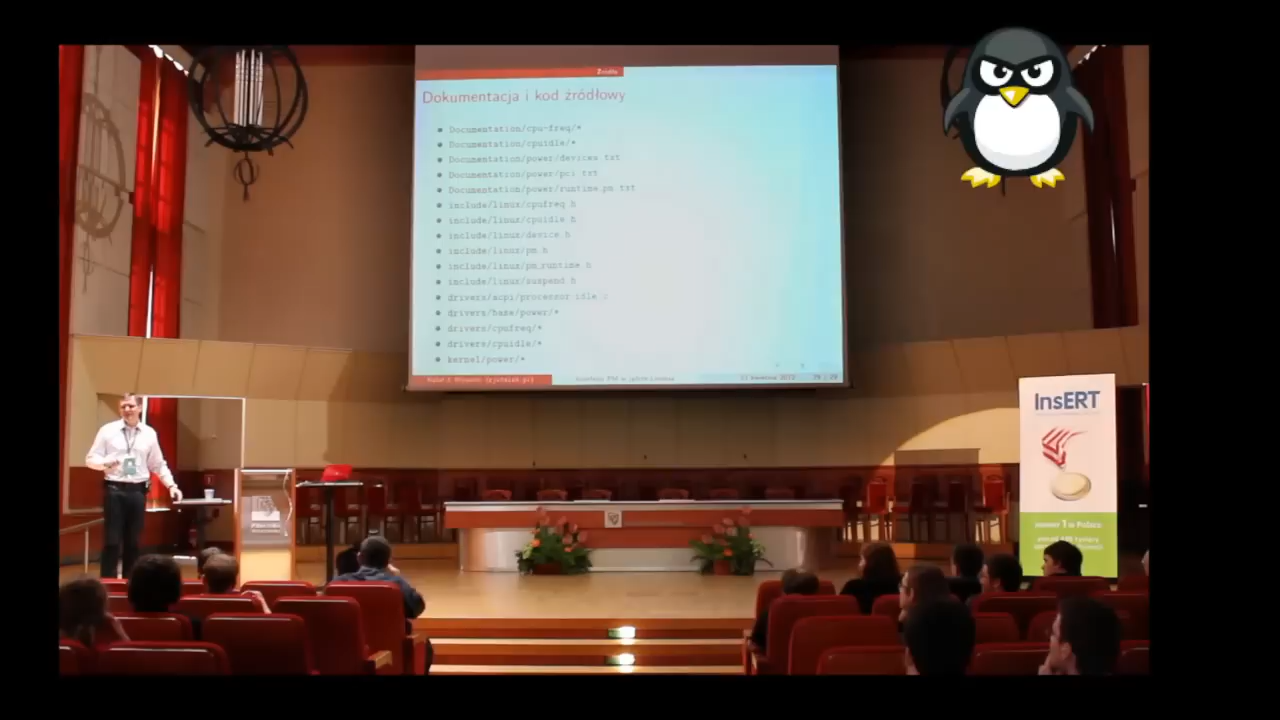 Źródła
Dokumentacja i kod źródłowy
Documentation/cpu-freq/*
Documentation/cpuidle/*
Documentation/power/devices.txt
Documentation/power/pci.txt
Documentation/power/runtime_pm.txt
include/linux/cpufreq.h
include/linux/cpuidle.h
include/linux/device.h
include/linux/pm.h
include/linux/pm_runtime.h
include/linux/suspend.h
drivers/acpi/processor_idle.c
drivers/base/power/*
drivers/cpufreq/*
drivers/cpuidle/*
kernel/power/*
InsERT
numer 1 w Polsce